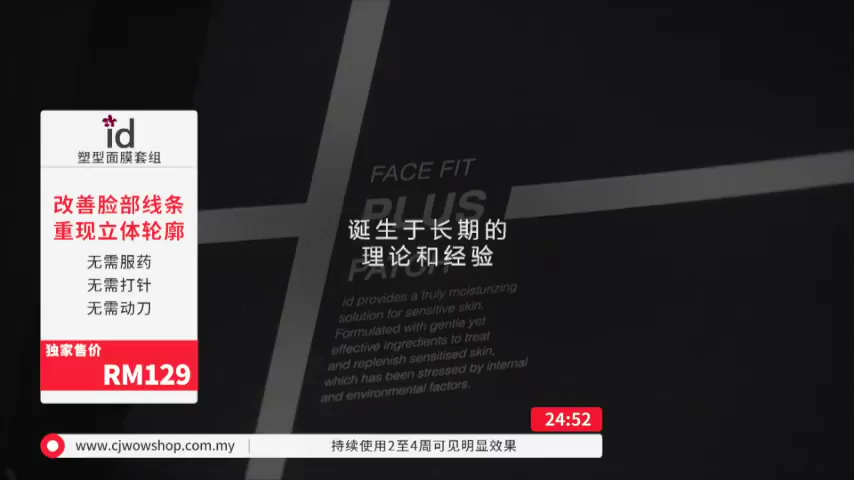 id
塑型面膜套组
改善脸部线条
重现立体轮廓
无需服药
无需打针
无需动刀
独家售价
RM129
FACE FIT
PLUS
PATCH
诞生于长期的
理论和经验
id provides a truly moisturizing
solution for sensitive skin.
Formulated with gentle yet
effective ingredients to treat
and replenish sensitised skin,
which has been stressed by internal
and environmental factors.
24:52
www.cjwowshop.com.my
持续使用2至4周可见明显效果